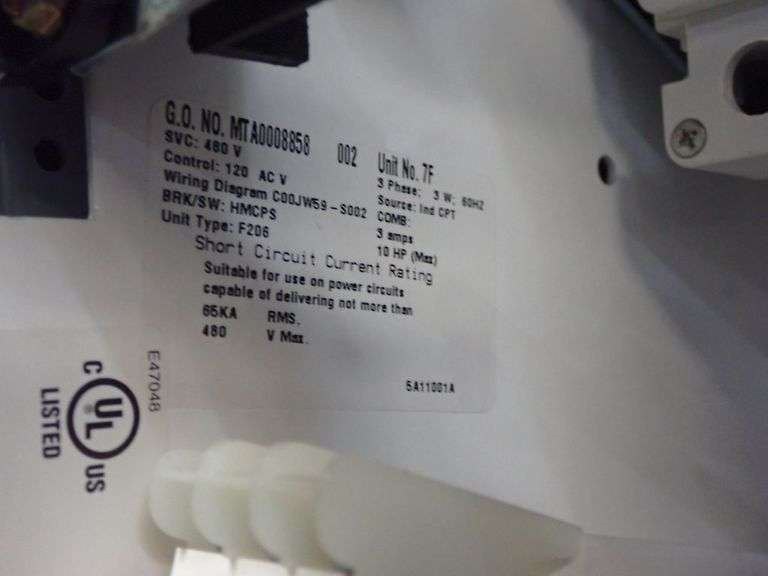 G.O. NO. MTA0008858 002 Unit No. 7F
SVC: 480 V 3 Phase: 3 W: 60HZ
Control: 120 AC V Source: Ind CPT
Wiring Diagram C00JW59-S002 COMB:
BRK/SW: HMCPS 3 amps
Unit Type: F206 10 HP (Max)
Short Circuit Current Rating
Suitable for use on power circuits
capable of delivering not more than
65KA RMS.
480 V Max.
5A11001A
E47048
C UL US
LISTED